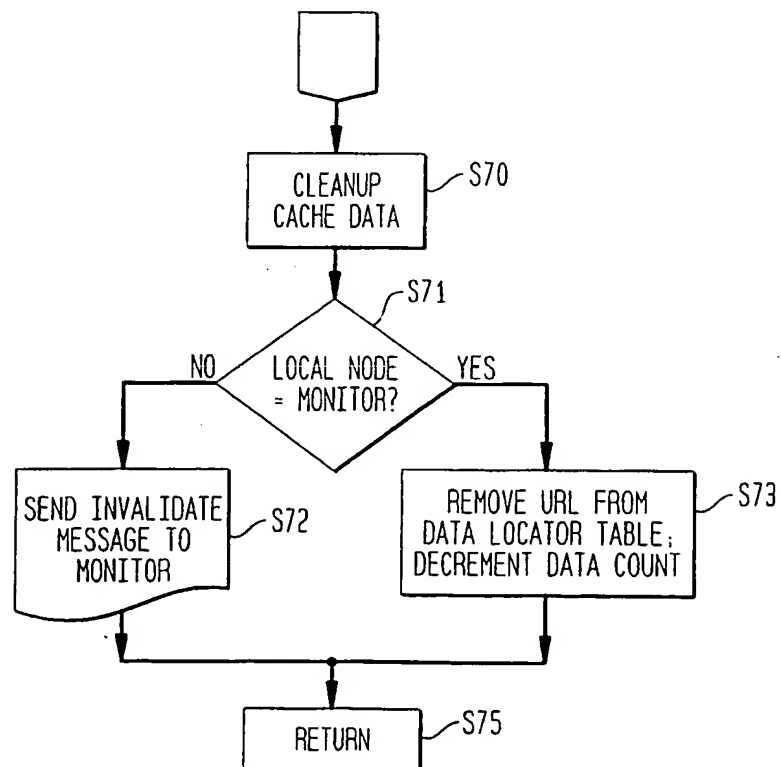 CLEANUP
CACHE DATA
S70
S71
LOCAL NODE
= MONITOR?
NO
YES
SEND INVALIDATE
MESSAGE TO
MONITOR
S72
REMOVE URL FROM
DATA LOCATOR TABLE;
DECREMENT DATA COUNT
S73
RETURN
S75